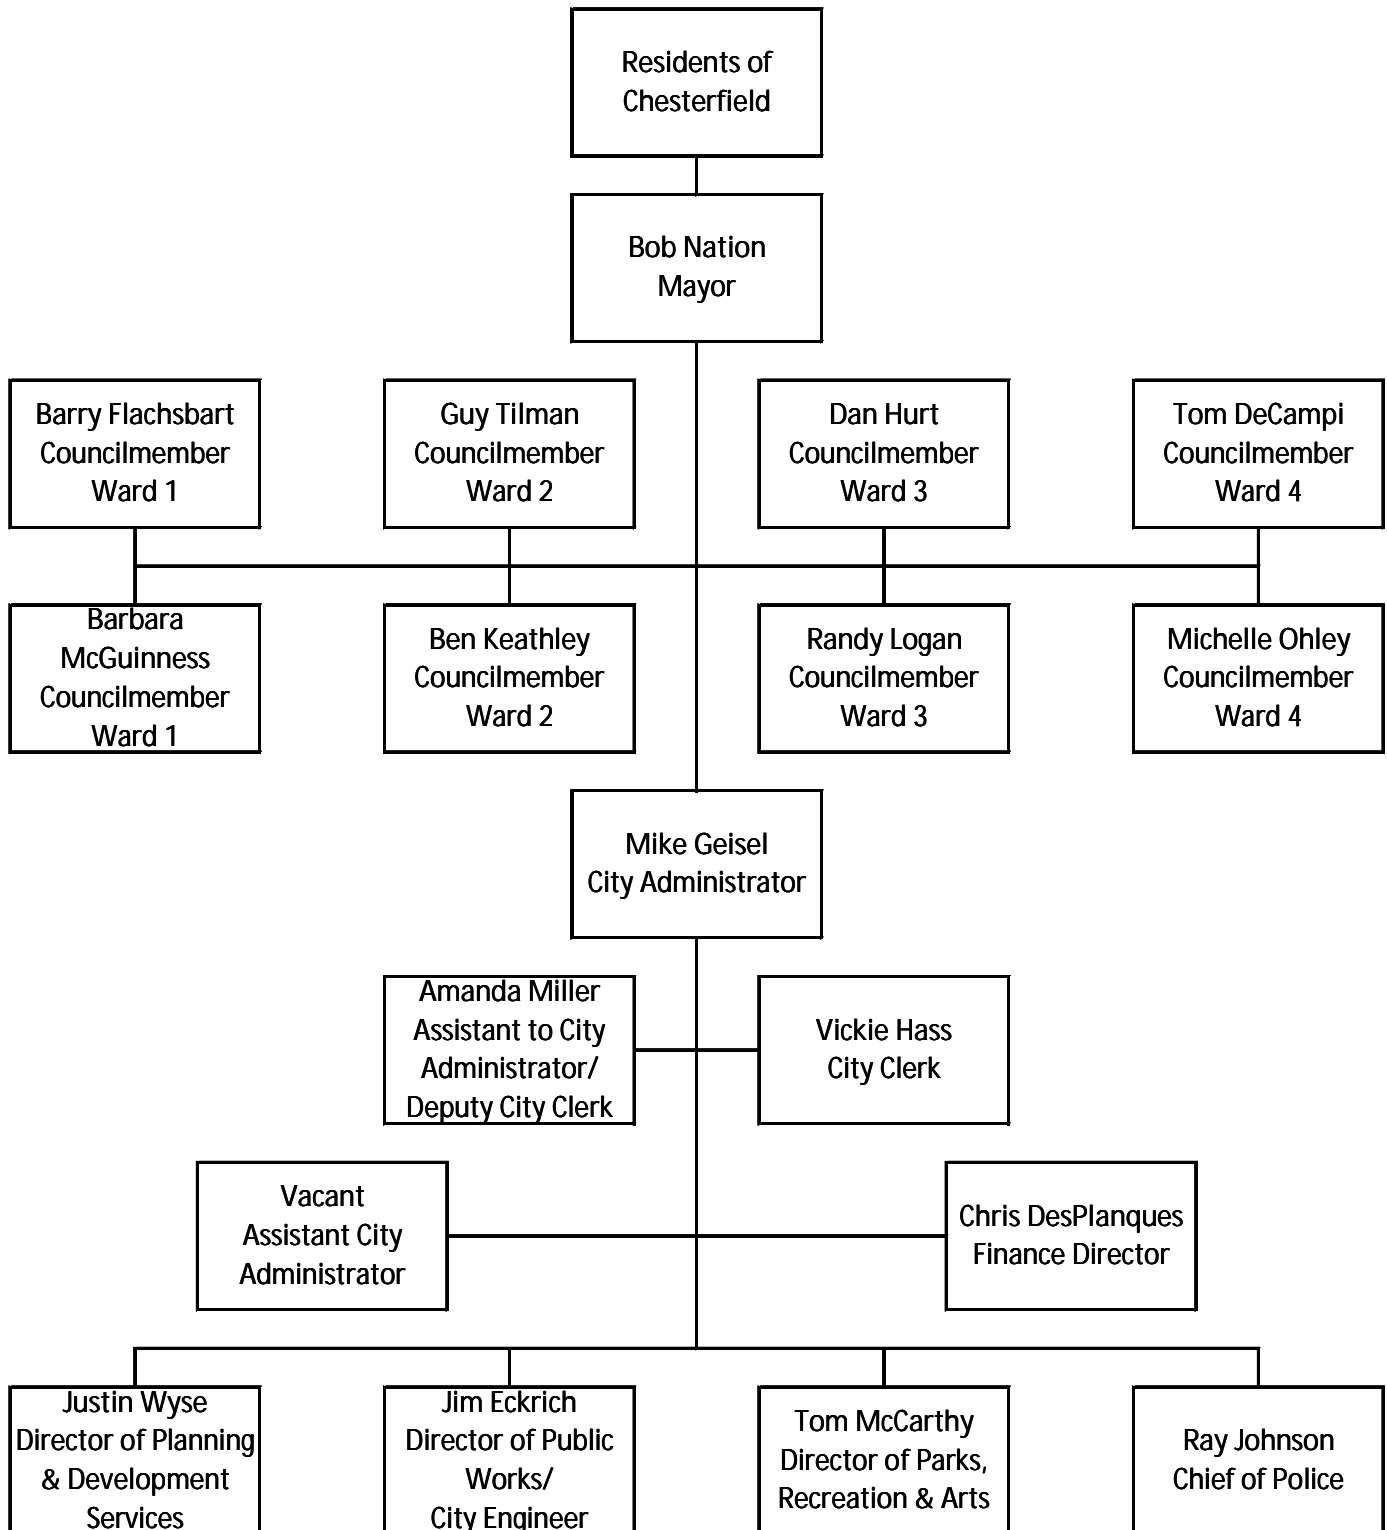 Residents of
Chesterfield
Bob Nation
Mayor
Barry Flachsbart
Councilmember
Ward 1
Guy Tilman
Councilmember
Ward 2
Dan Hurt
Councilmember
Ward 3
Tom DeCampi
Councilmember
Ward 4
Barbara
McGuinness
Councilmember
Ward 1
Ben Keathley
Councilmember
Ward 2
Randy Logan
Councilmember
Ward 3
Michelle Ohley
Councilmember
Ward 4
Mike Geisel
City Administrator
Amanda Miller
Assistant to City
Administrator/
Deputy City Clerk
Vickie Hass
City Clerk
Vacant
Assistant City
Administrator
Chris DesPlanques
Finance Director
Justin Wyse
Director of Planning
& Development
Services
Jim Eckrich
Director of Public
Works/
City Engineer
Tom McCarthy
Director of Parks,
Recreation & Arts
Ray Johnson
Chief of Police